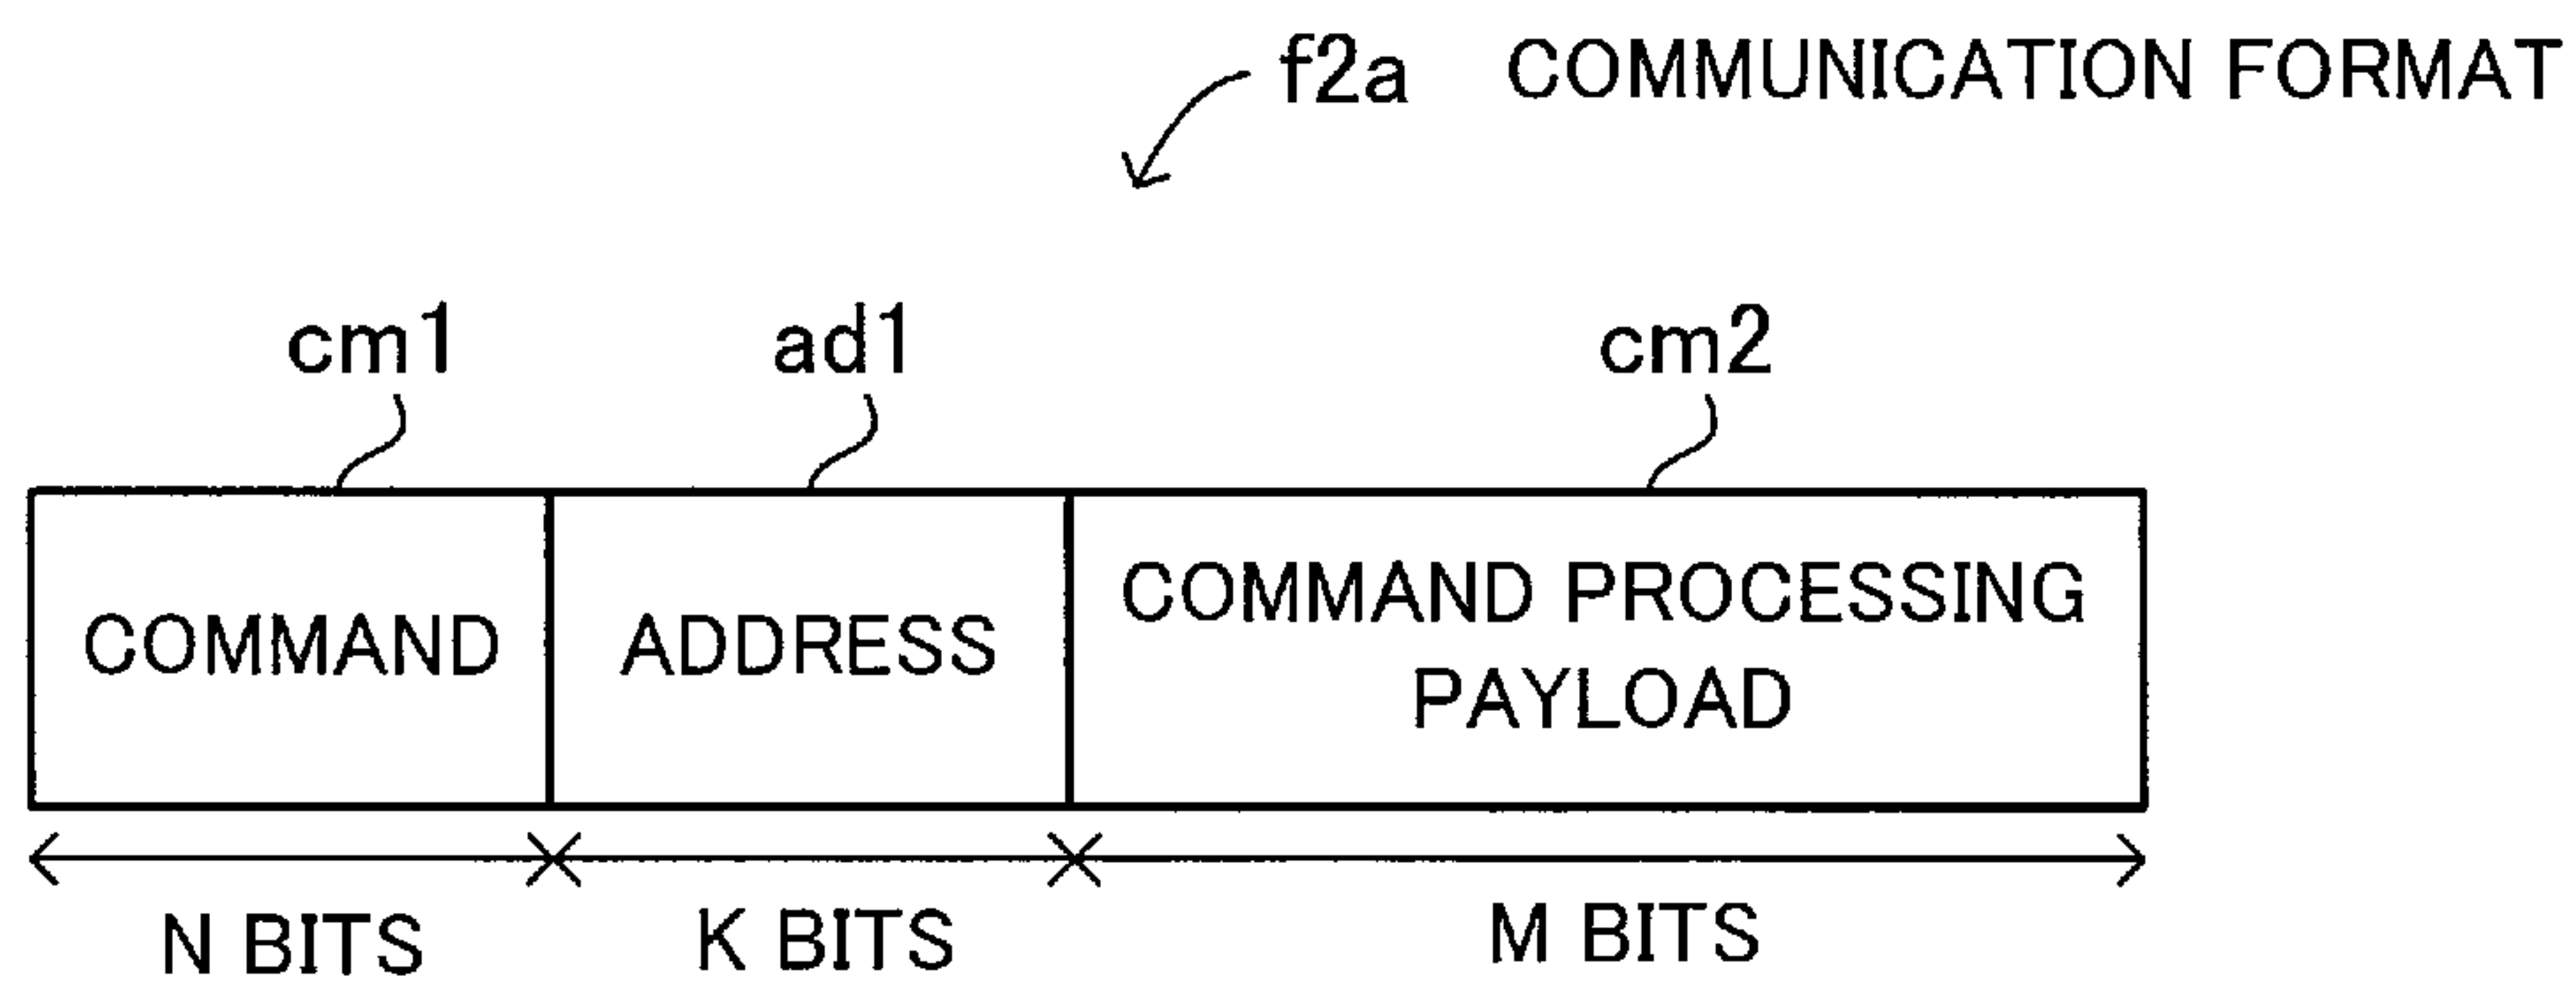 f2a COMMUNICATION FORMAT
cm1 ad1 cm2
COMMAND ADDRESS COMMAND PROCESSING PAYLOAD
N BITS K BITS M BITS